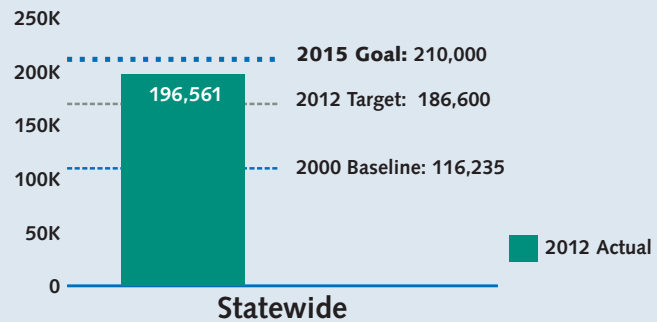 250K
2015 Goal: 210,000
200K
196,561
2012 Target: 186,600
150K
2000 Baseline: 116,235
100K
50K
2012 Actual
0
Statewide